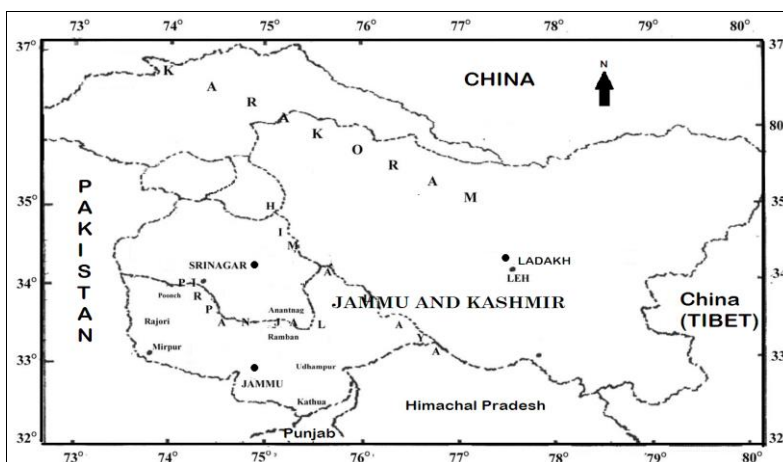 73° 74° 75° 76° 77° 78° 79° 80°
37° 37
K
A CHINA N
R
A
K
O 80
R
A
M
35° 35
PAKISTAN
H
I
M
SRINAGAR A LADAKH
34° LEH 34
P I
R
Poonch
P
Anantnag
JAMMU AND KASHMIR
China
(TIBET)
Rajori
A N J A L
A
Ramban
Y
Mirpur
A
33° 33
Udhampur
JAMMU
Kathua
Himachal Pradesh
Punjab
32° 32
73° 74° 75° 76° 77° 78° 79° 80°